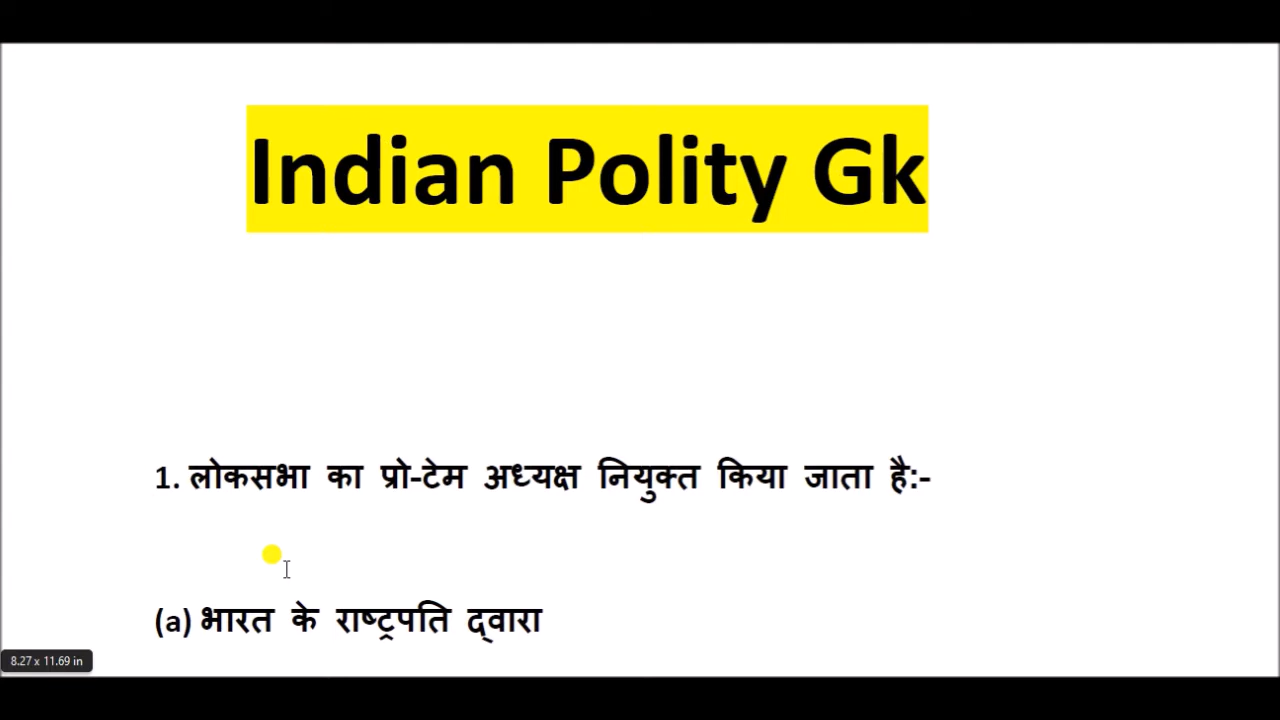 Indian Polity Gk
1. लोकसभा का प्रो-टेम अध्यक्ष नियुक्त किया जाता है:-
(a) भारत के राष्ट्रपति द्वारा
8.27 x 11.69 in